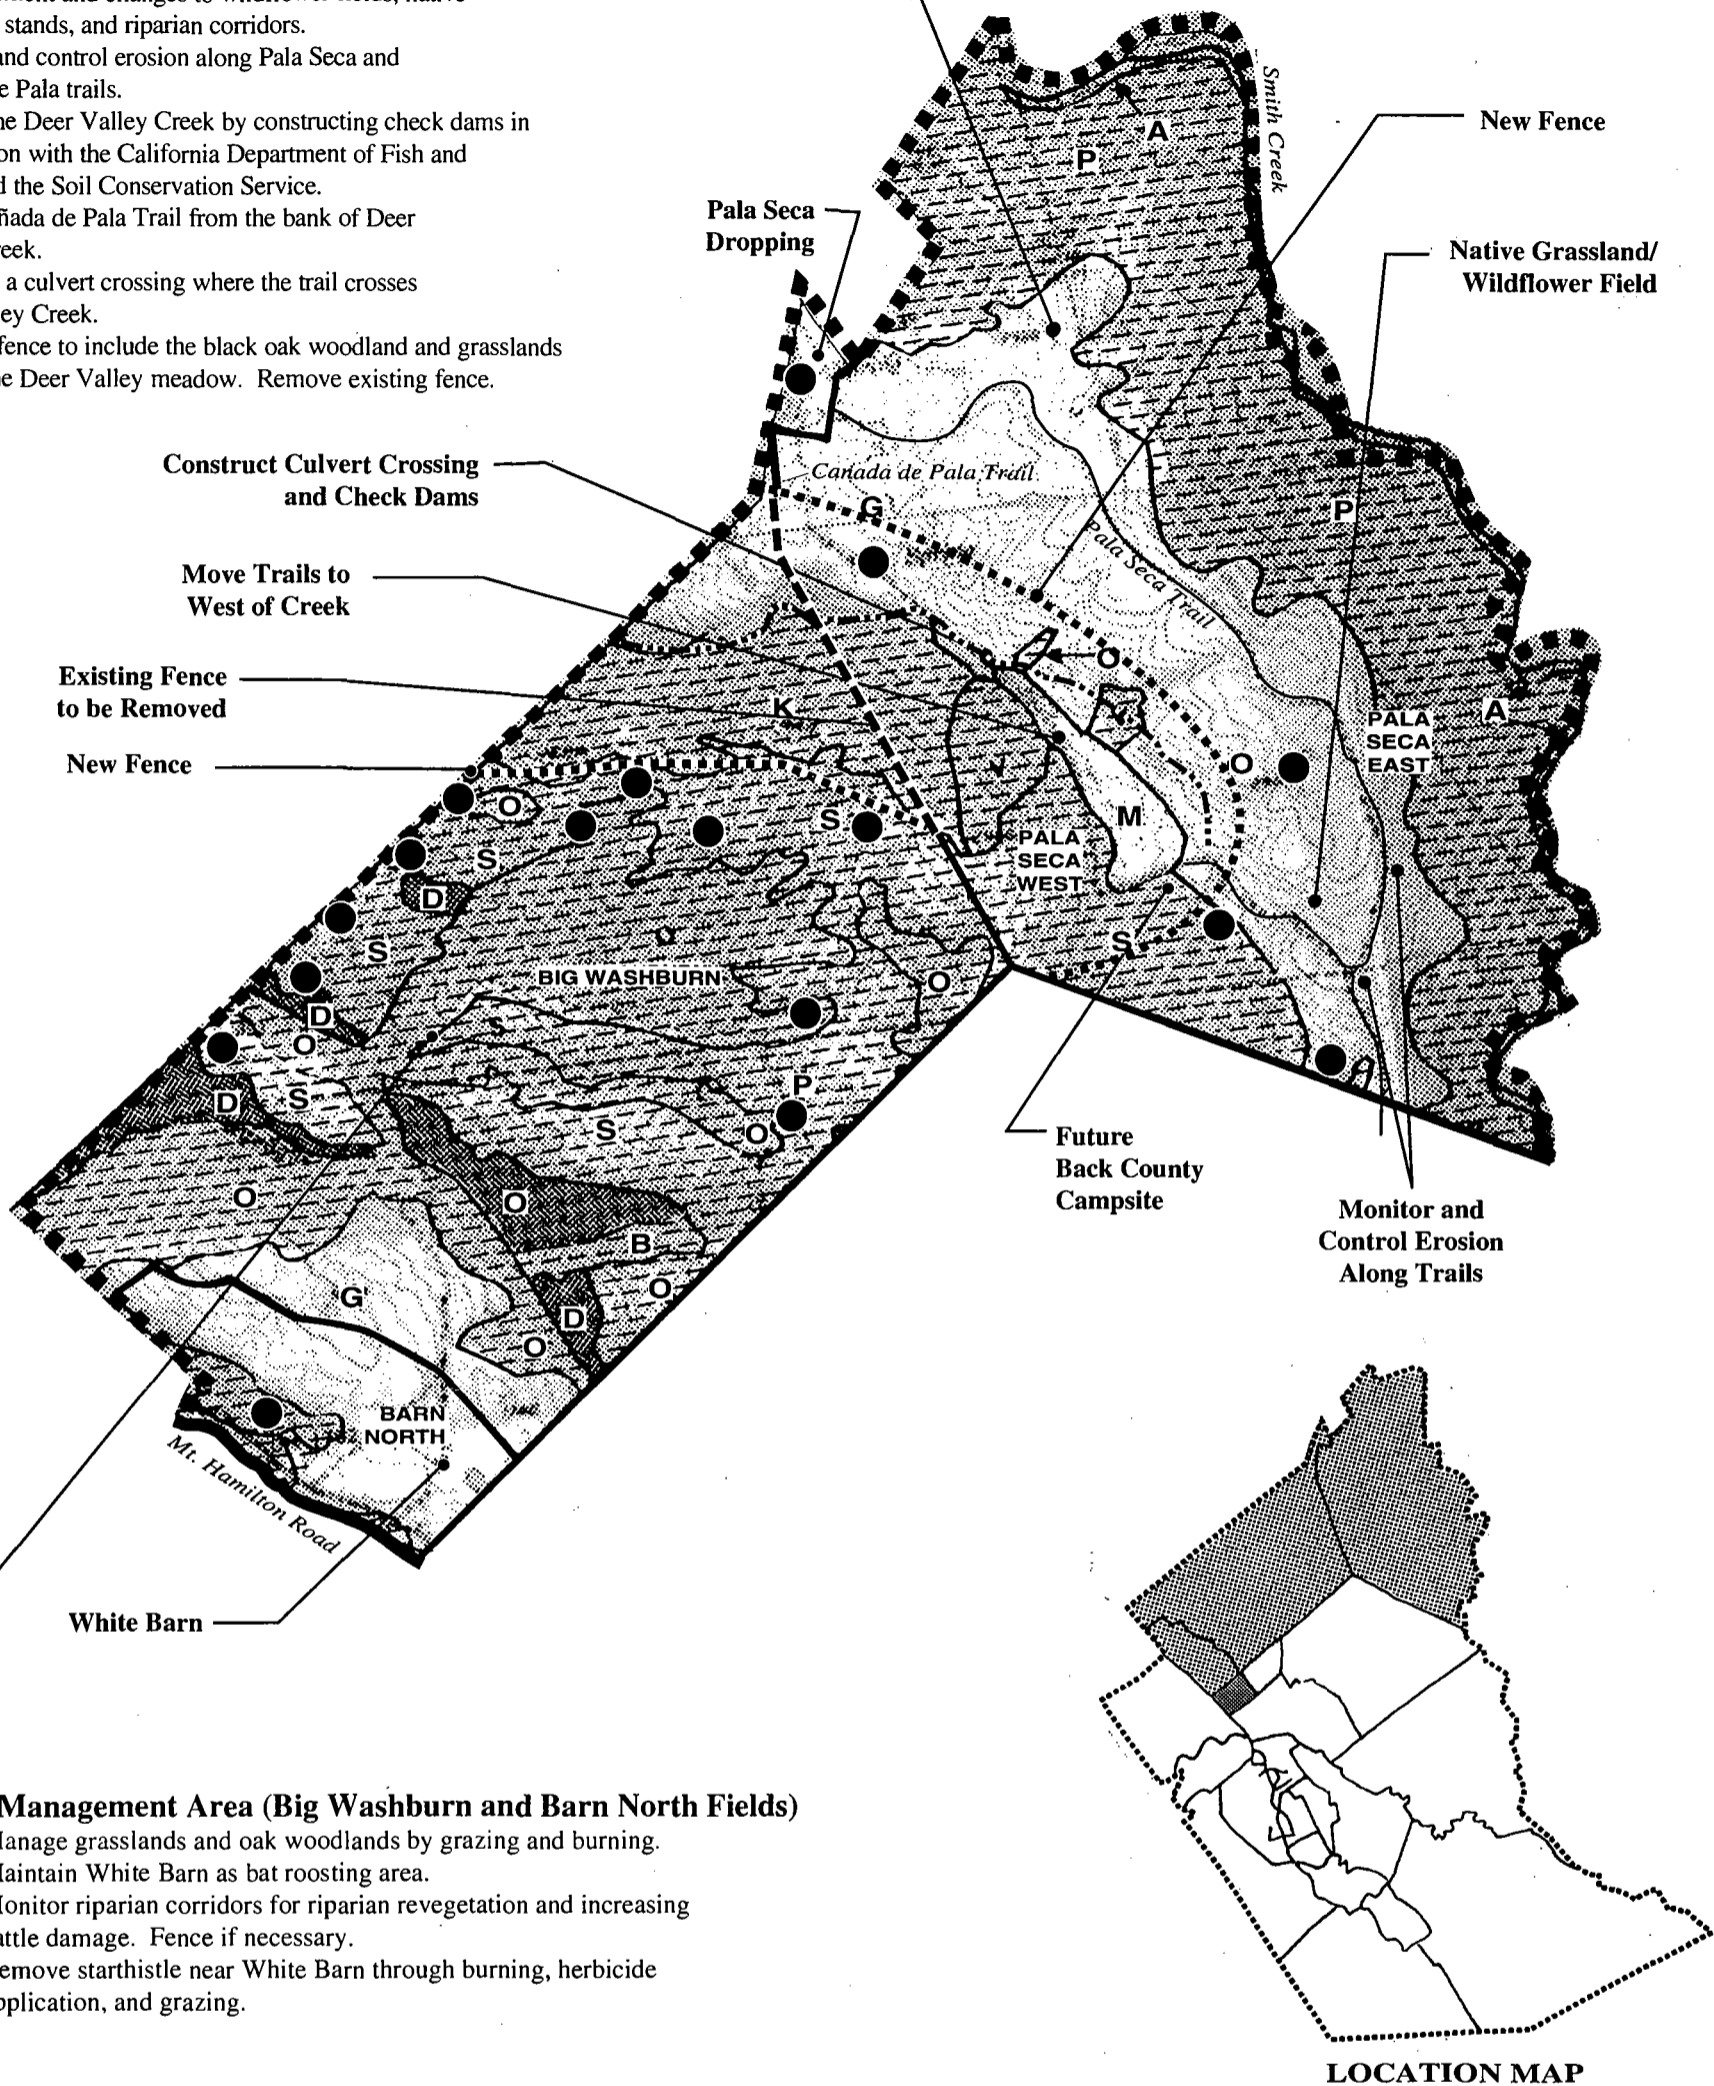 stands, and riparian corridors.
and control erosion along Pala Seca and
e Pala trails.
Deer Valley Creek by constructing check dams in
on with the California Department of Fish and
the Soil Conservation Service.
ñada de Pala Trail from the bank of Deer
reek.
a culvert crossing where the trail crosses
ey Creek.
fence to include the black oak woodland and grasslands
e Deer Valley meadow. Remove existing fence.
Smith Creek
New Fence
A
P
Pala Seca
Dropping
Native Grassland/
Wildflower Field
Construct Culvert Crossing
and Check Dams
Cañada de Pala Trail
G
P
Pala Seca Trail
Move Trails to
West of Creek
Existing Fence
to be Removed
New Fence
K
O
V
V
O
M
A
PALA
SECA
EAST
PALA
SECA
WEST
S
O
S
S
D
S
O
BIG WASHBURN
O
D
O
S
S
D
P
S
O
A
Future
Back County
Campsite
Monitor and
Control Erosion
Along Trails
O
O
B
O
G
D
O
BARN
NORTH
Mt. Hamilton Road
White Barn
Management Area (Big Washburn and Barn North Fields)
Ianage grasslands and oak woodlands by grazing and burning.
Iaintain White Barn as bat roosting area.
Ionitor riparian corridors for riparian revegetation and increasing
attle damage. Fence if necessary.
emove starthistle near White Barn through burning, herbicide
pplication, and grazing.
LOCATION MAP